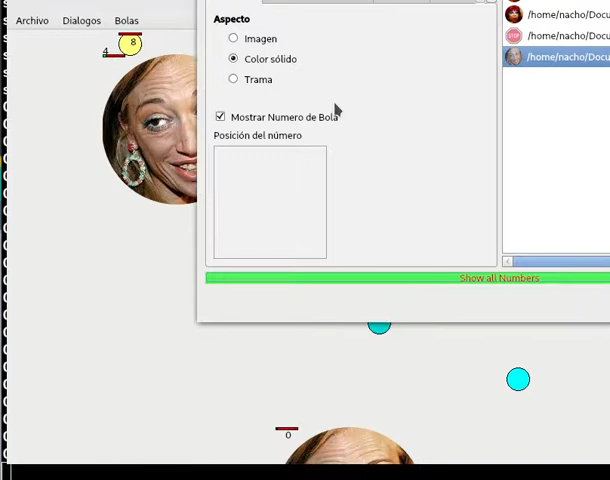 Archivo Dialogos Bolas
8
4
Aspecto
Imagen
Color sólido
Trama
Mostrar Numero de Bola
Posición del número
/home/nacho/Docu
/home/nacho/Docu
STOP
/home/nacho/Docu
Show all Numbers
0